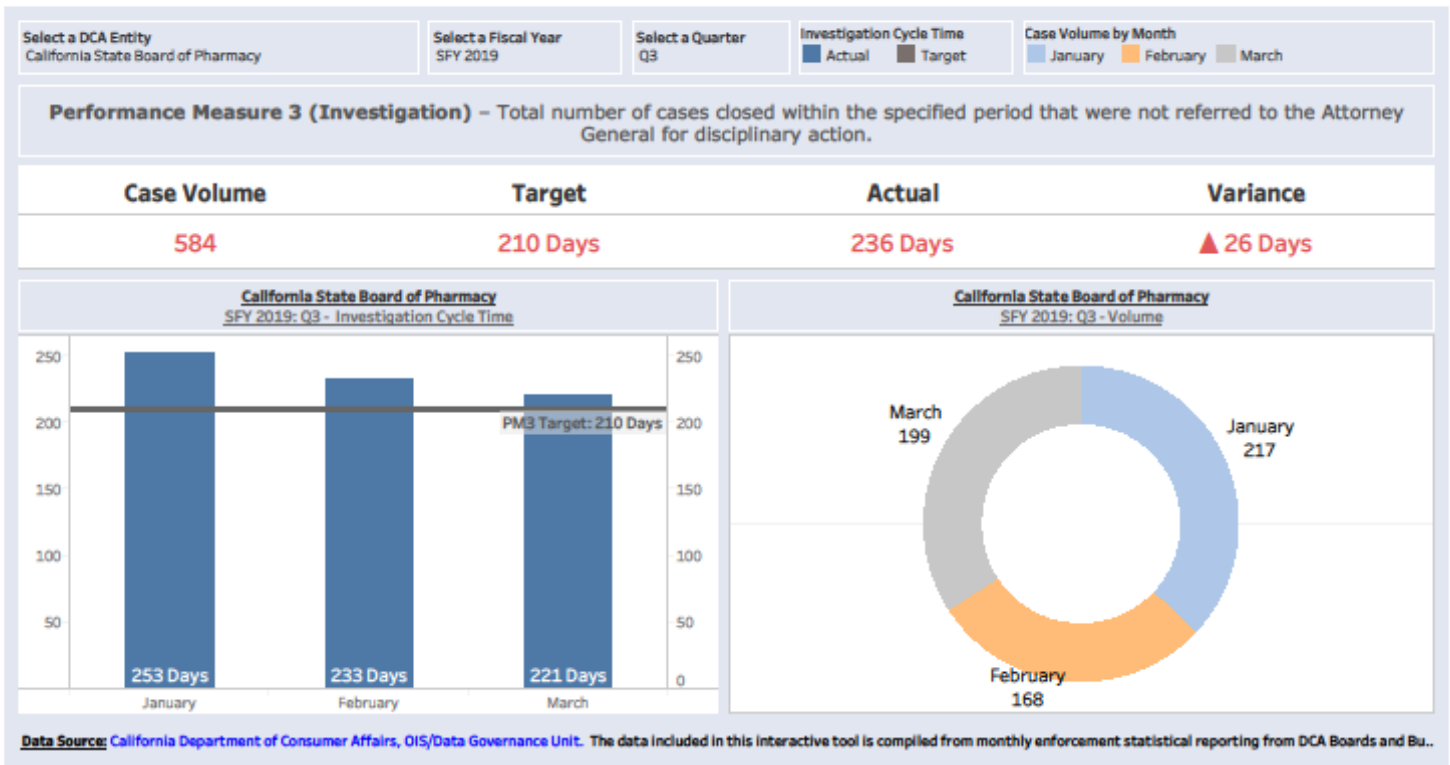 Select a DCA Entity
California State Board of Pharmacy
Select a Fiscal Year
SFY 2019
Select a Quarter
Q3
Investigation Cycle Time
Actual Target
Case Volume by Month
January February March
Performance Measure 3 (Investigation) – Total number of cases closed within the specified period that were not referred to the Attorney
General for disciplinary action.
Case Volume Target Actual Variance
584 210 Days 236 Days ▲ 26 Days
California State Board of Pharmacy
SFY 2019: Q3 - Investigation Cycle Time
250 250
200 200
150 150
100 100
50 50
0
PM3 Target: 210 Days
253 Days 233 Days 221 Days
January February March
California State Board of Pharmacy
SFY 2019: Q3 - Volume
March
199
January
217
February
168
Data Source: California Department of Consumer Affairs, OIS/Data Governance Unit. The data included in this interactive tool is compiled from monthly enforcement statistical reporting from DCA Boards and Bu..